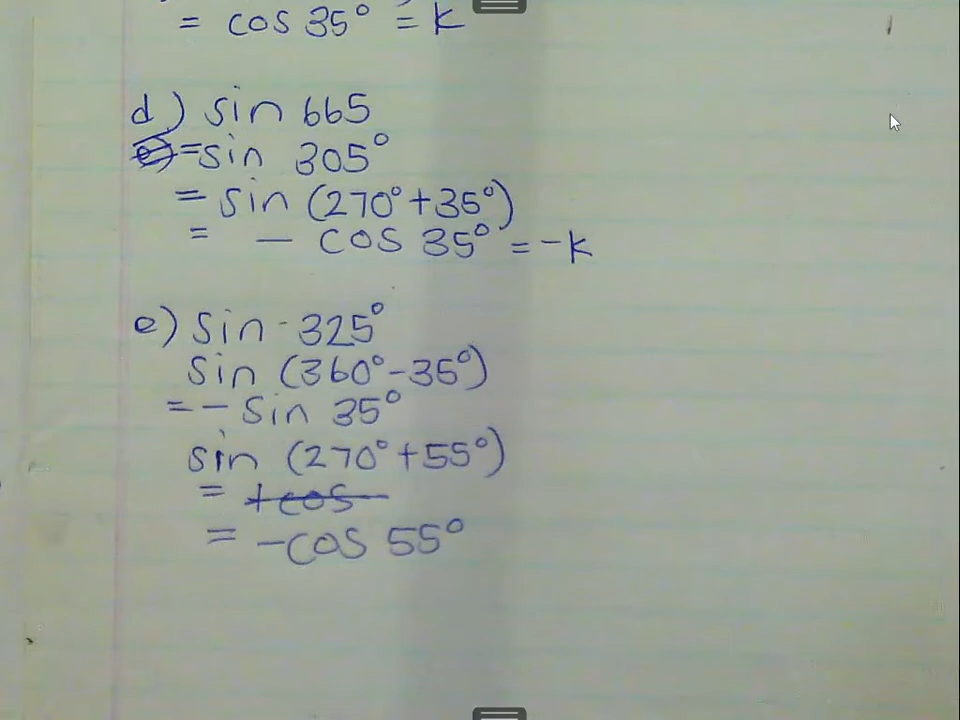 = cos 35° = k
d) sin 665
= sin 305°
= sin (270° + 35°)
= - cos 35° = -k
e) sin 325°
sin (360° - 35°)
= - sin 35°
sin (270° + 55°)
= +cos
= -cos 55°